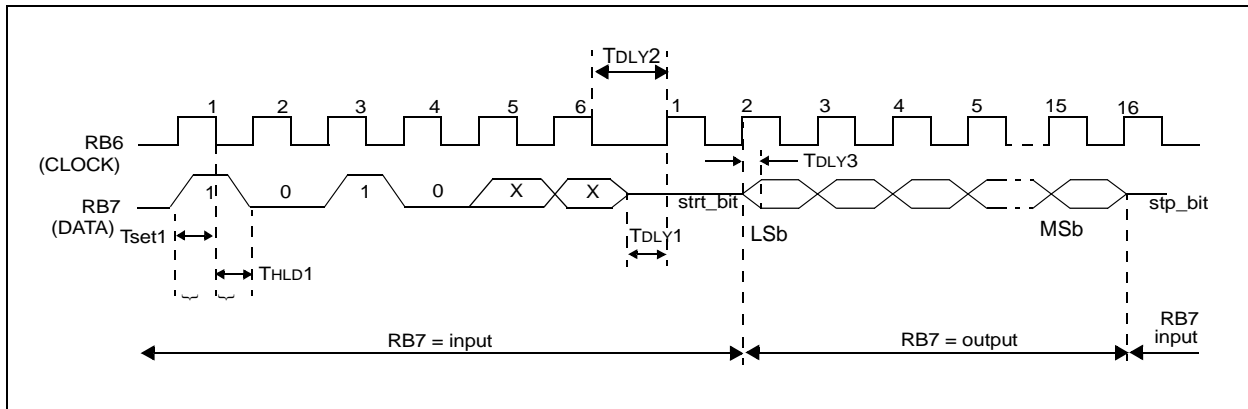 TDLY2
1 2 3 4 5 6 1 2 3 4 5 15 16
RB6
(CLOCK)
TDLY3
1 0 1 0 X X
strt_bit
stp_bit
RB7
(DATA)
Tset1
TDLY1
LSb
MSb
THLD1
RB7 = input
RB7 = output
RB7
input